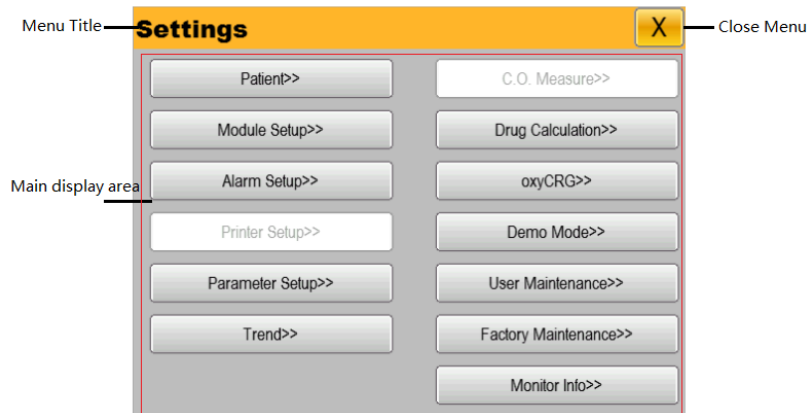 Menu Title
Settings
X
Close Menu
Patient>>
C.O. Measure>>
Module Setup>>
Drug Calculation>>
Main display area
Alarm Setup>>
oxyCRG>>
Printer Setup>>
Demo Mode>>
Parameter Setup>>
User Maintenance>>
Trend>>
Factory Maintenance>>
Monitor Info>>